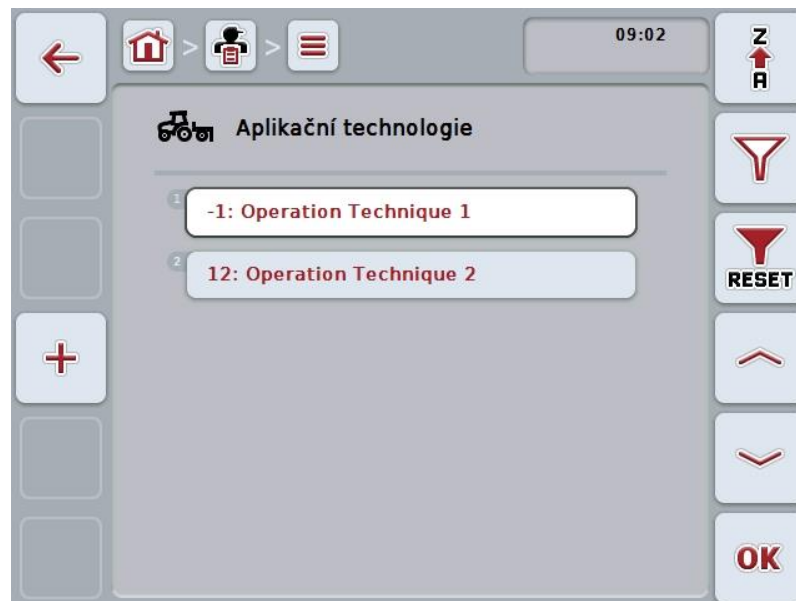 09:02
Z
A
Aplikační technologie
1
-1: Operation Technique 1
2
12: Operation Technique 2
RESET
OK